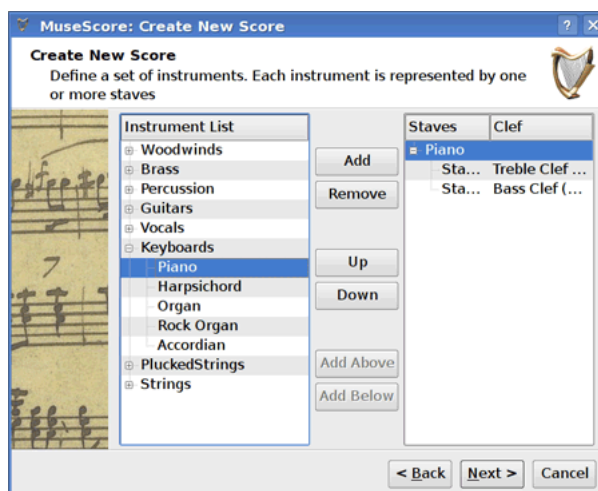 MuseScore: Create New Score
Create New Score
Define a set of instruments. Each instrument is represented by one
or more staves
Instrument List
Woodwinds
Brass
Percussion
Guitars
Vocals
Keyboards
Piano
Harpsichord
Organ
Rock Organ
Accordian
PluckedStrings
Strings
Add
Remove
Up
Down
Add Above
Add Below
Staves Clef
Piano
Sta... Treble Clef ...
Sta... Bass Clef (...
7
< Back Next > Cancel